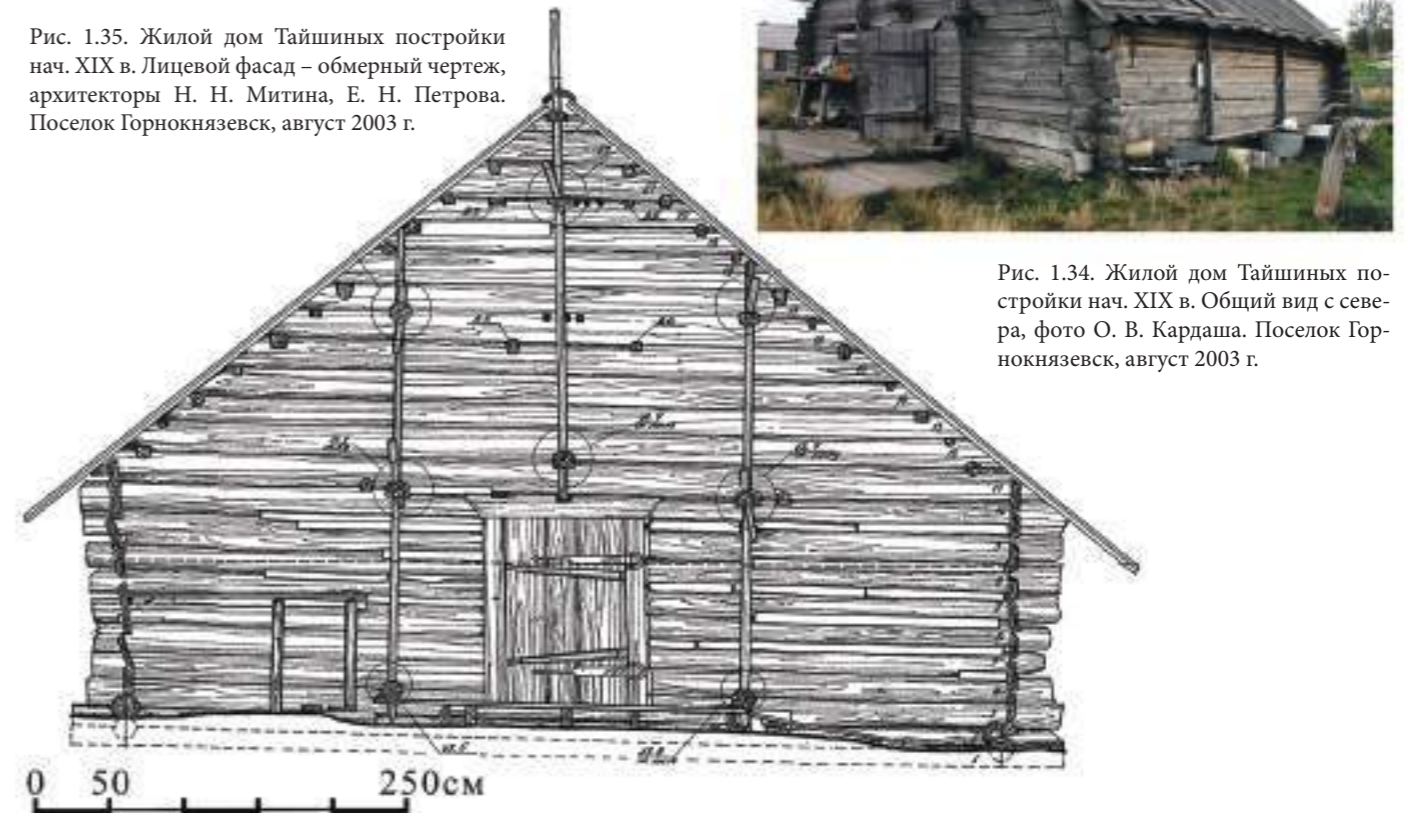 Рис. 1.35. Жилой дом Тайшиных постройки
нач. XIX в. Лицевой фасад – обмерный чертеж,
архитекторы Н. Н. Митина, Е. Н. Петрова.
Поселок Горнокнязевск, август 2003 г.
Рис. 1.34. Жилой дом Тайшиных по-
стройки нач. XIX в. Общий вид с севе-
ра, фото О. В. Кардаша. Поселок Гор-
нокнязевск, август 2003 г.
0 50 250см